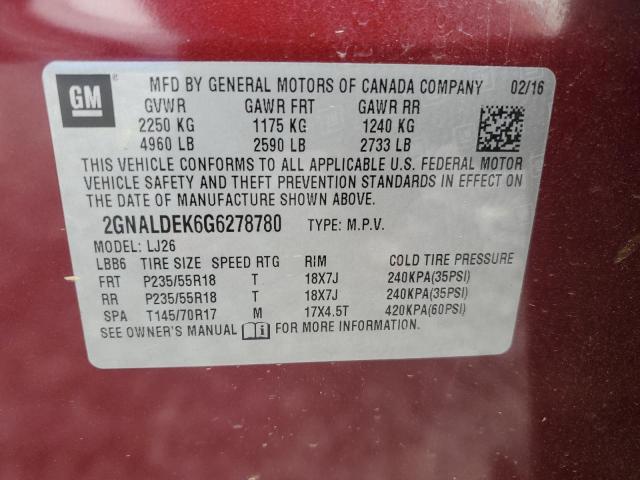 GM ® MFD BY GENERAL MOTORS OF CANADA COMPANY 02/16
GVWR GAWR FRT GAWR RR
2250 KG 1175 KG 1240 KG
4960 LB 2590 LB 2733 LB
THIS VEHICLE CONFORMS TO ALL APPLICABLE U.S. FEDERAL MOTOR
VEHICLE SAFETY AND THEFT PREVENTION STANDARDS IN EFFECT ON
THE DATE OF MANUFACTURE SHOWN ABOVE.
2GNALDEK6G6278780 TYPE: M.P.V.
MODEL: LJ26
LBB6 TIRE SIZE SPEED RTG RIM COLD TIRE PRESSURE
FRT P235/55R18 T 18X7J 240KPA(35PSI)
RR P235/55R18 T 18X7J 240KPA(35PSI)
SPA T145/70R17 M 17X4.5T 420KPA(60PSI)
SEE OWNER'S MANUAL i FOR MORE INFORMATION.